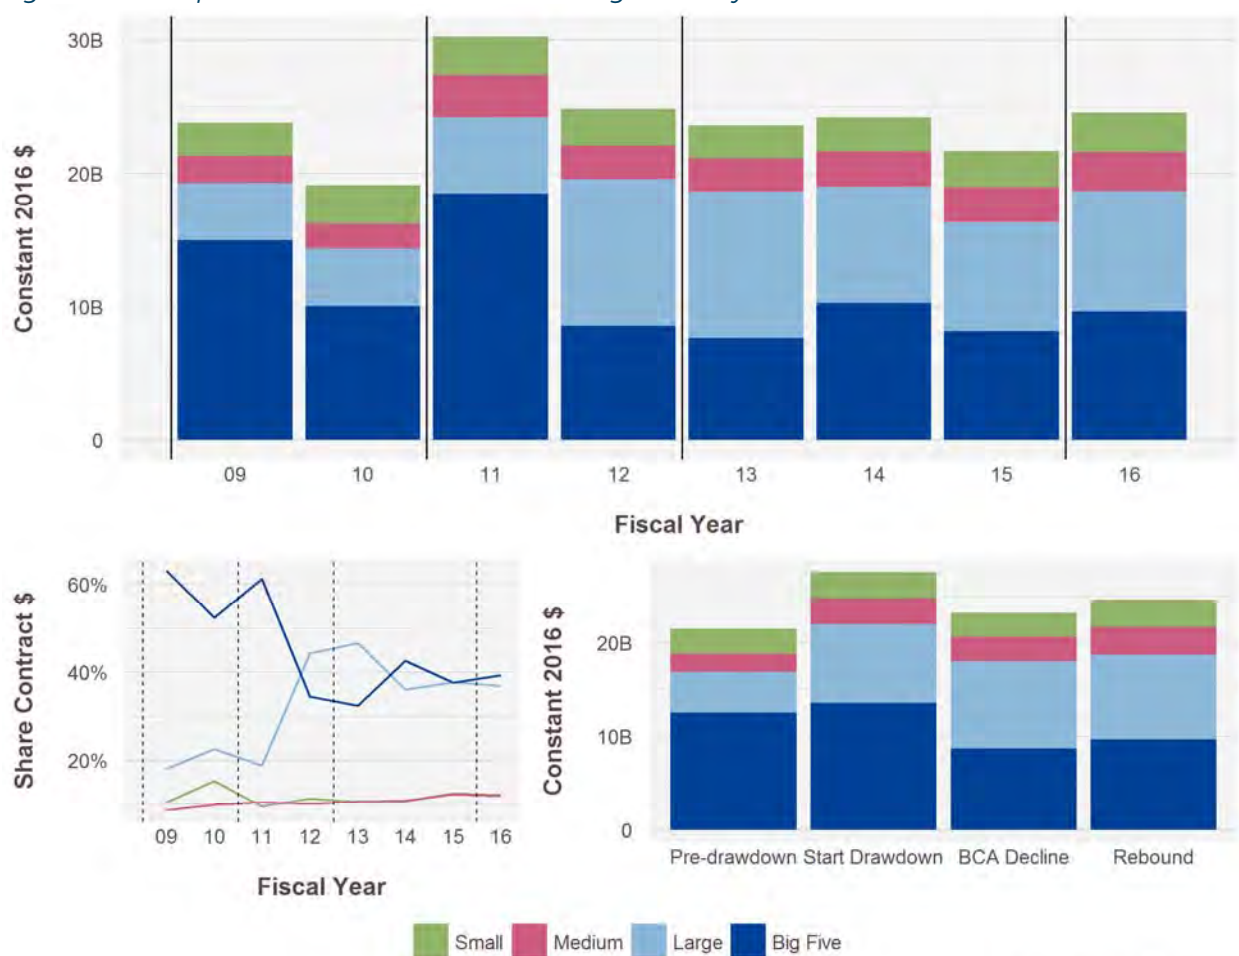 30B
20B
10B
0
Constant 2016 $
09 10 11 12 13 14 15 16
Fiscal Year
60%
40%
20%
Share Contract $
09 10 11 12 13 14 15 16
Fiscal Year
20B
10B
0
Constant 2016 $
Pre-drawdown Start Drawdown BCA Decline Rebound
Small Medium Large Big Five